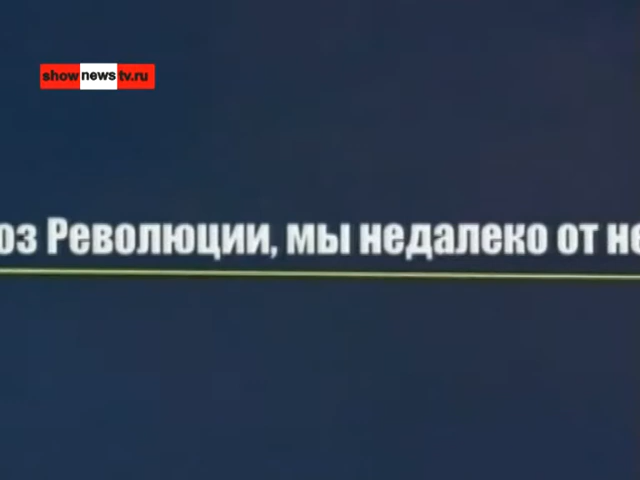 shownewstv.ru
оз Революции, мы недалеко от не